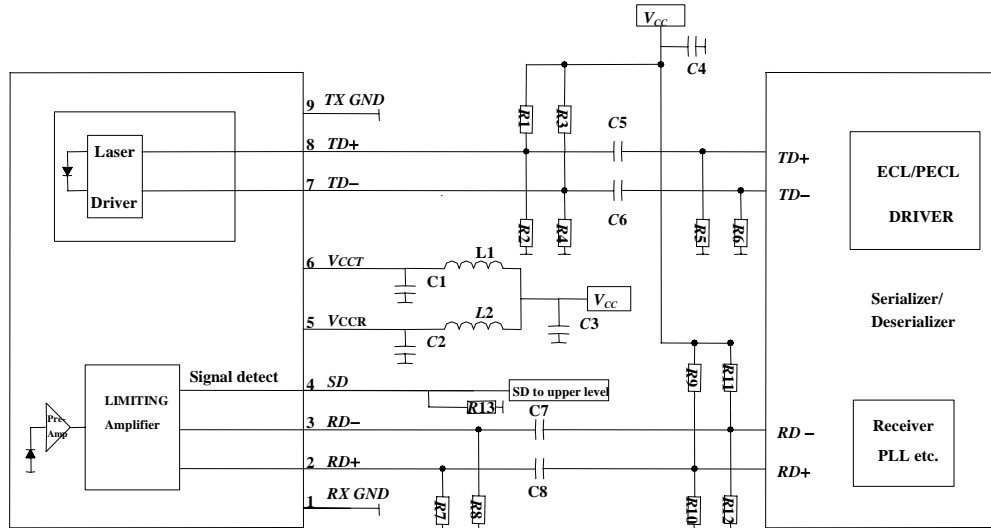 VCC
C4
9 TX GND
R1
R3
C5
Laser
Driver
8 TD+
7 TD−
TD+
TD−
C6
R2
R4
R5
R6
ECL/PECL
DRIVER
6 VCCT
L1
C1
VCC
C3
5 VCCR
L2
C2
Serializer/
Deserializer
R9
R11
Signal detect
4 SD
SD to upper level
R13
LIMITING
Amplifier
Pre-
Amp
C7
3 RD−
RD −
2 RD+
RD+
C8
Receiver
PLL etc.
1 RX GND
R7
R8
R10
R12